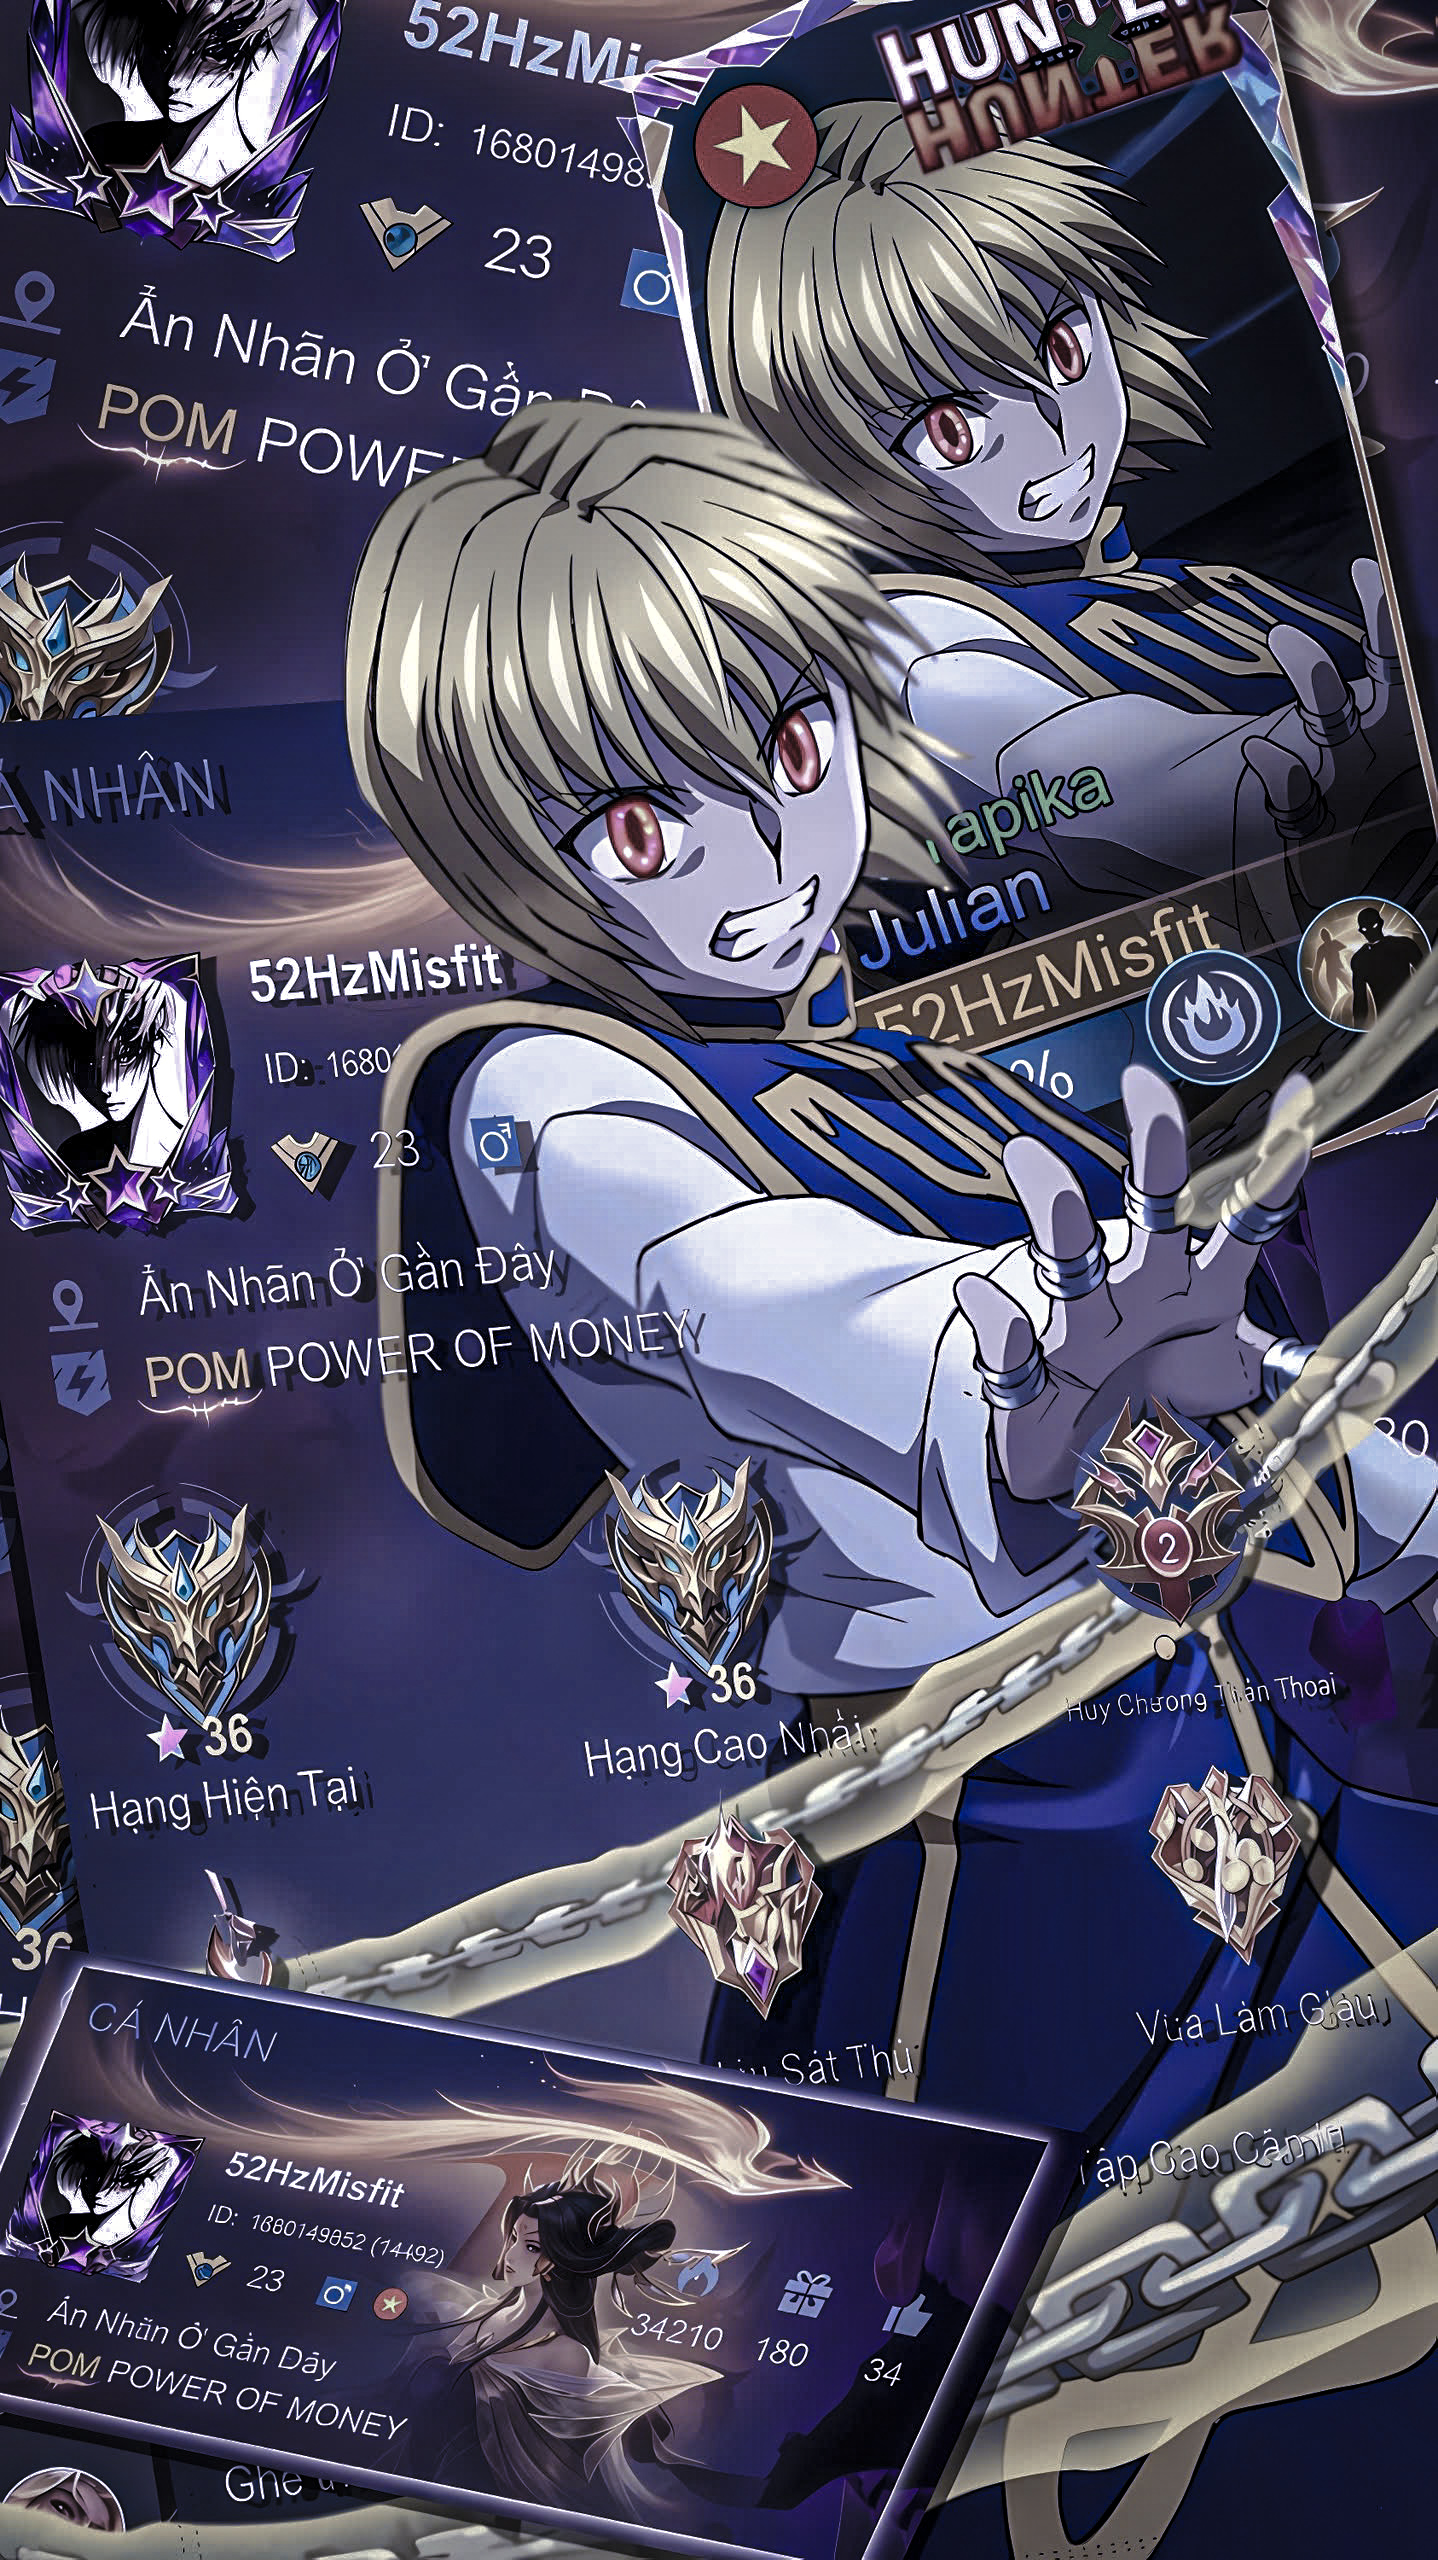 52HzMis
HUNTER
HUNTER
ID: 16801498
23
Ẩn Nhãn Ở Gần
POM POWE
Á NHÂN
apika
Julian
52HzMisfit
%
52HzMisfit
ID: 1680
23
Ẩn Nhãn Ở Gần Đây
POM POWER OF MONEY
2
36
36
Hạng Hiện Tại
Hạng Cao Nhất
Huy Chương Thần Thoại
36
Sát Thủ
Vua Làm Giàu
CÁ NHÂN
52HzMisfit
ID: 1680149852 (14492)
23
34210
180
34
Ẩn Nhãn Ở Gần Đây
POM POWER OF MONEY